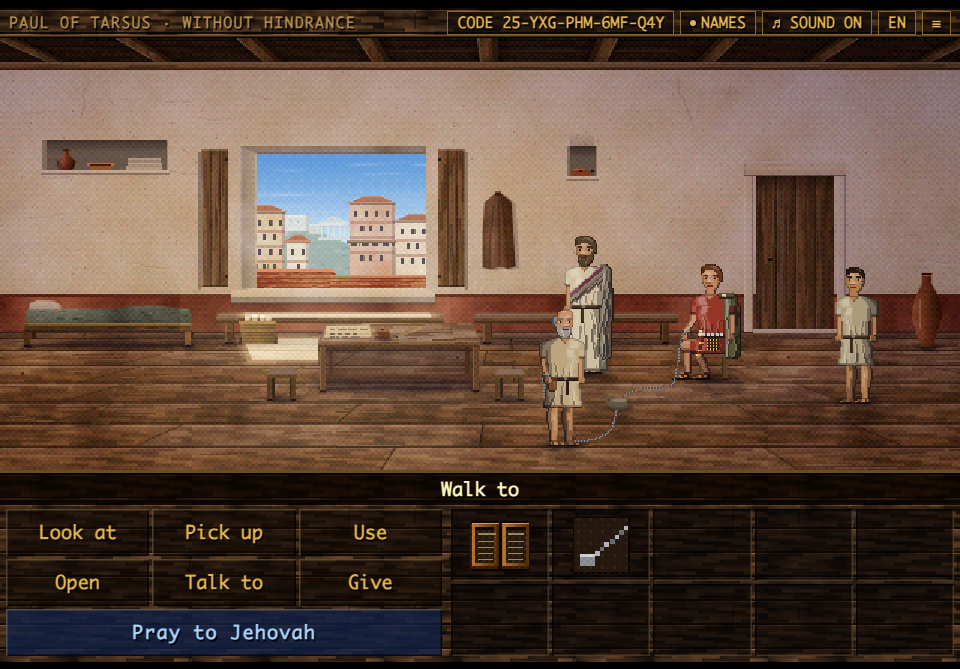 PAUL OF TARSUS · WITHOUT HINDRANCE
CODE 25-YXG-PHM-6MF-Q4Y
• NAMES
♬ SOUND ON
EN
≡
Walk to
Look at
Pick up
Use
Open
Talk to
Give
Pray to Jehovah